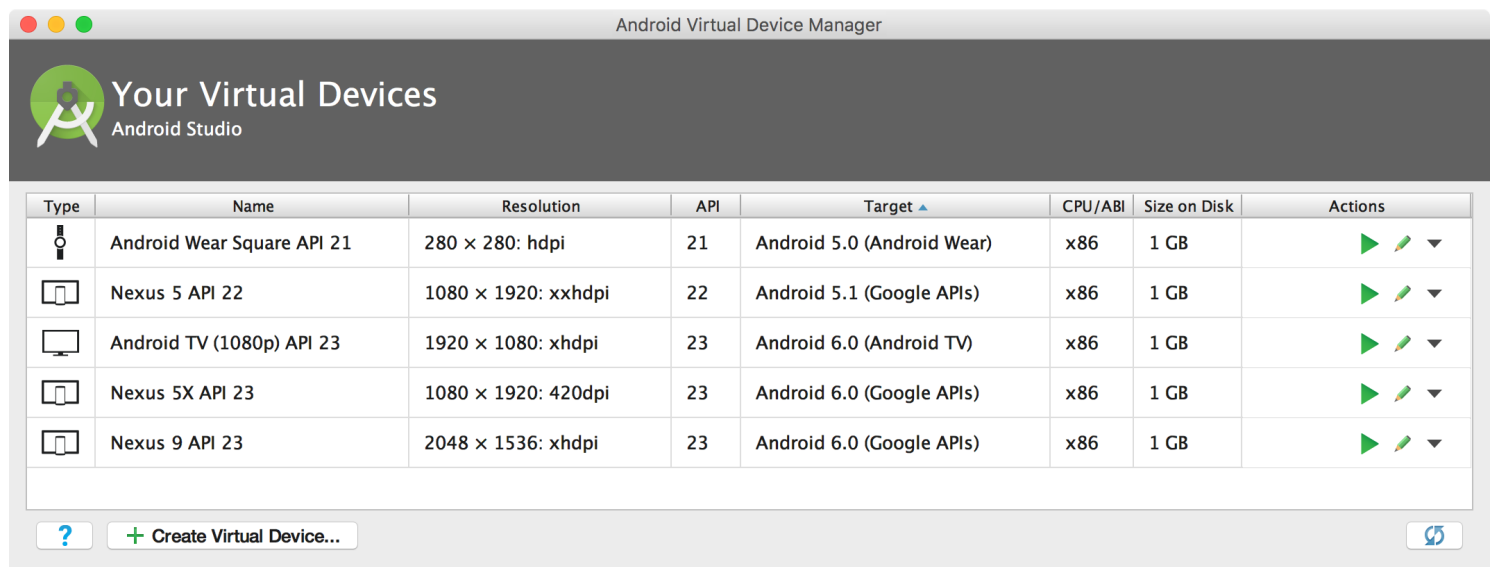 Android Virtual Device Manager
Your Virtual Devices
Android Studio
Type Name Resolution API Target CPU/ABI Size on Disk Actions
Android Wear Square API 21 280 × 280: hdpi 21 Android 5.0 (Android Wear) x86 1 GB
Nexus 5 API 22 1080 × 1920: xxhdpi 22 Android 5.1 (Google APIs) x86 1 GB
Android TV (1080p) API 23 1920 × 1080: xhdpi 23 Android 6.0 (Android TV) x86 1 GB
Nexus 5X API 23 1080 × 1920: 420dpi 23 Android 6.0 (Google APIs) x86 1 GB
Nexus 9 API 23 2048 × 1536: xhdpi 23 Android 6.0 (Google APIs) x86 1 GB
? + Create Virtual Device...